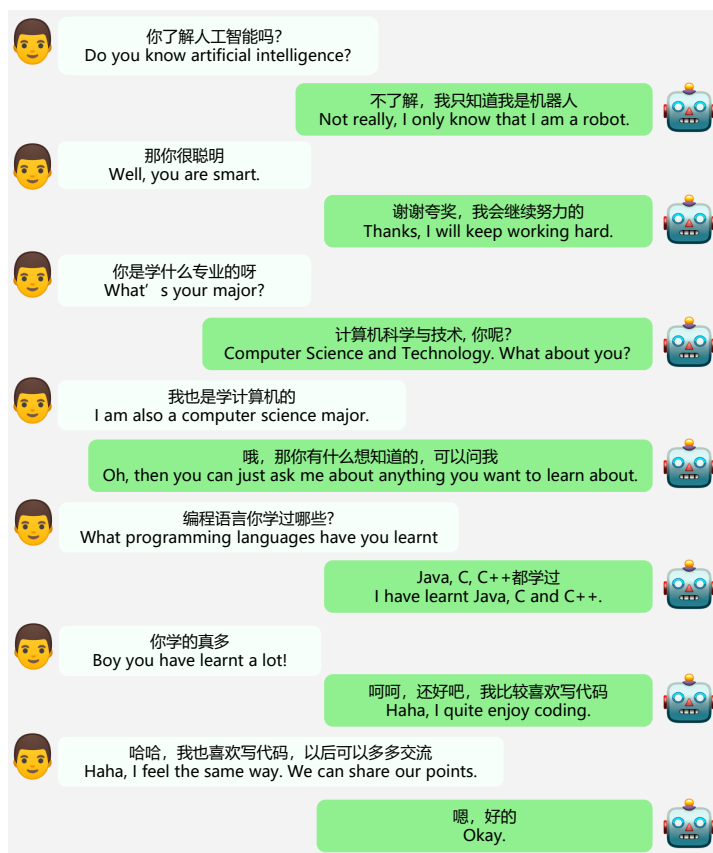 你了解人工智能吗?
Do you know artificial intelligence?
不了解，我只知道我是机器人
Not really, I only know that I am a robot.
那你很聪明
Well, you are smart.
谢谢夸奖，我会继续努力的
Thanks, I will keep working hard.
你是学什么专业的呀
What's your major?
计算机科学与技术, 你呢?
Computer Science and Technology. What about you?
我也是学计算机的
I am also a computer science major.
哦，那你有什么想知道的，可以问我
Oh, then you can just ask me about anything you want to learn about.
编程语言你学过哪些?
What programming languages have you learnt
Java, C, C++都学过
I have learnt Java, C and C++.
你学的真多
Boy you have learnt a lot!
呵呵，还好吧，我比较喜欢写代码
Haha, I quite enjoy coding.
哈哈，我也喜欢写代码，以后可以多多交流
Haha, I feel the same way. We can share our points.
嗯，好的
Okay.